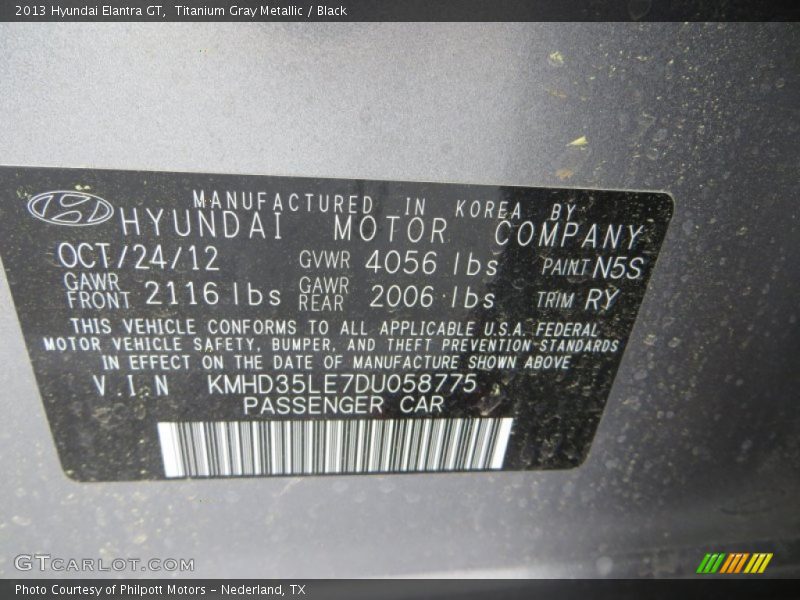 2013 Hyundai Elantra GT, Titanium Gray Metallic / Black
MANUFACTURED IN KOREA BY
HYUNDAI MOTOR COMPANY
OCT/24/12 GVWR 4056 lbs PAINT N5S
GAWR FRONT 2116 lbs GAWR REAR 2006 lbs TRIM RY
THIS VEHICLE CONFORMS TO ALL APPLICABLE U.S.A. FEDERAL
MOTOR VEHICLE SAFETY, BUMPER, AND THEFT PREVENTION STANDARDS
IN EFFECT ON THE DATE OF MANUFACTURE SHOWN ABOVE
V.I.N KMHD35LE7DU058775
PASSENGER CAR
GTCARLOT.COM
Photo Courtesy of Philpott Motors – Nederland, TX